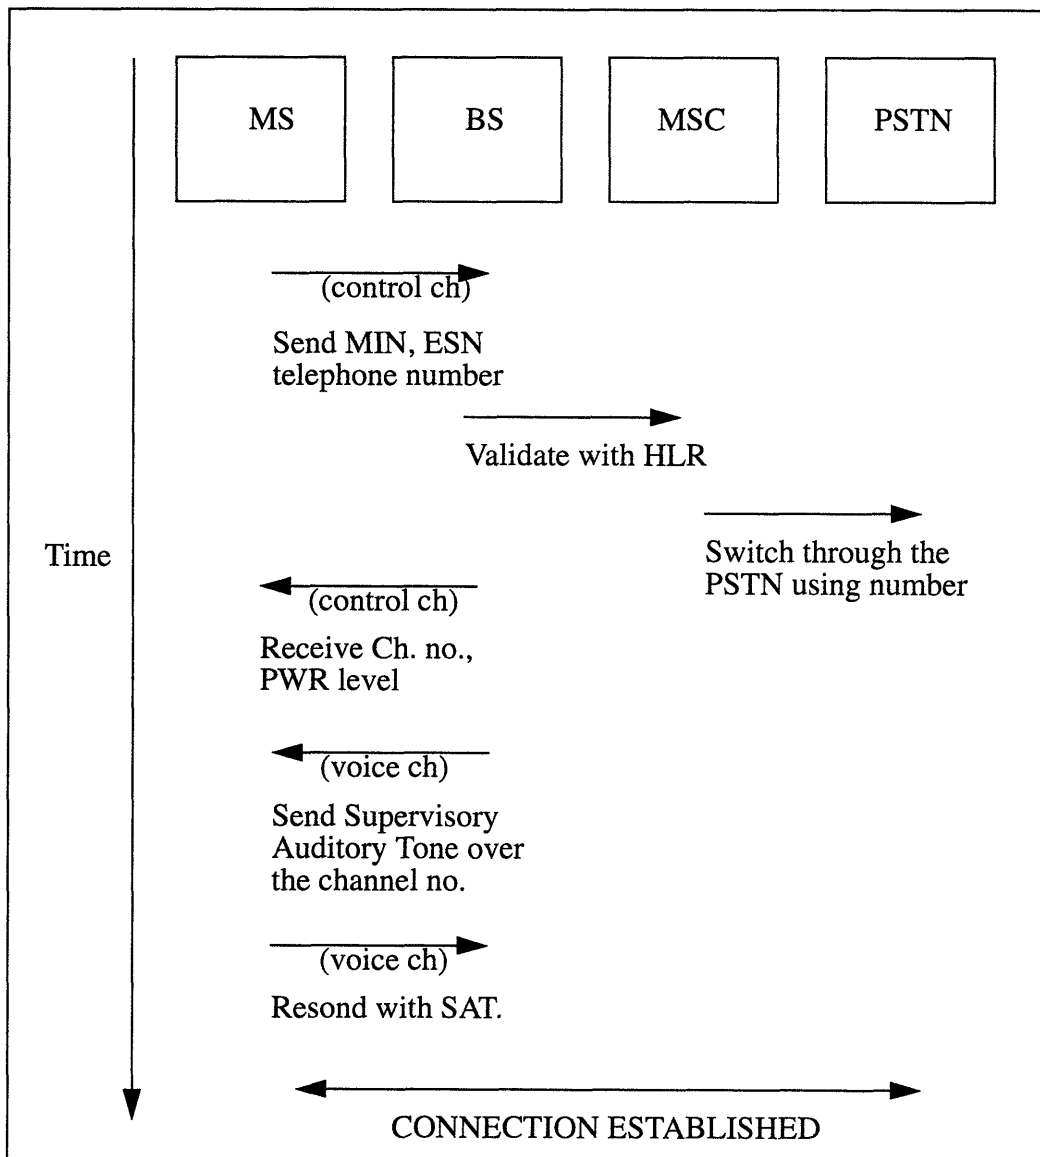 MS
BS
MSC
PSTN
(control ch)
Send MIN, ESN
telephone number
Validate with HLR
Time
Switch through the
PSTN using number
(control ch)
Receive Ch. no.,
PWR level
(voice ch)
Send Supervisory
Auditory Tone over
the channel no.
(voice ch)
Resond with SAT.
CONNECTION ESTABLISHED